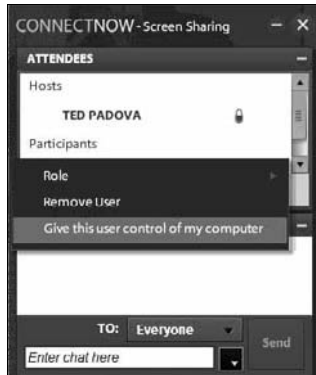 CONNECTNOW - Screen Sharing
ATTENDEES
Hosts
TED PADOVA
Participants
Role
Remove User
Give this user control of my computer
TO: Everyone
Send
Enter chat here